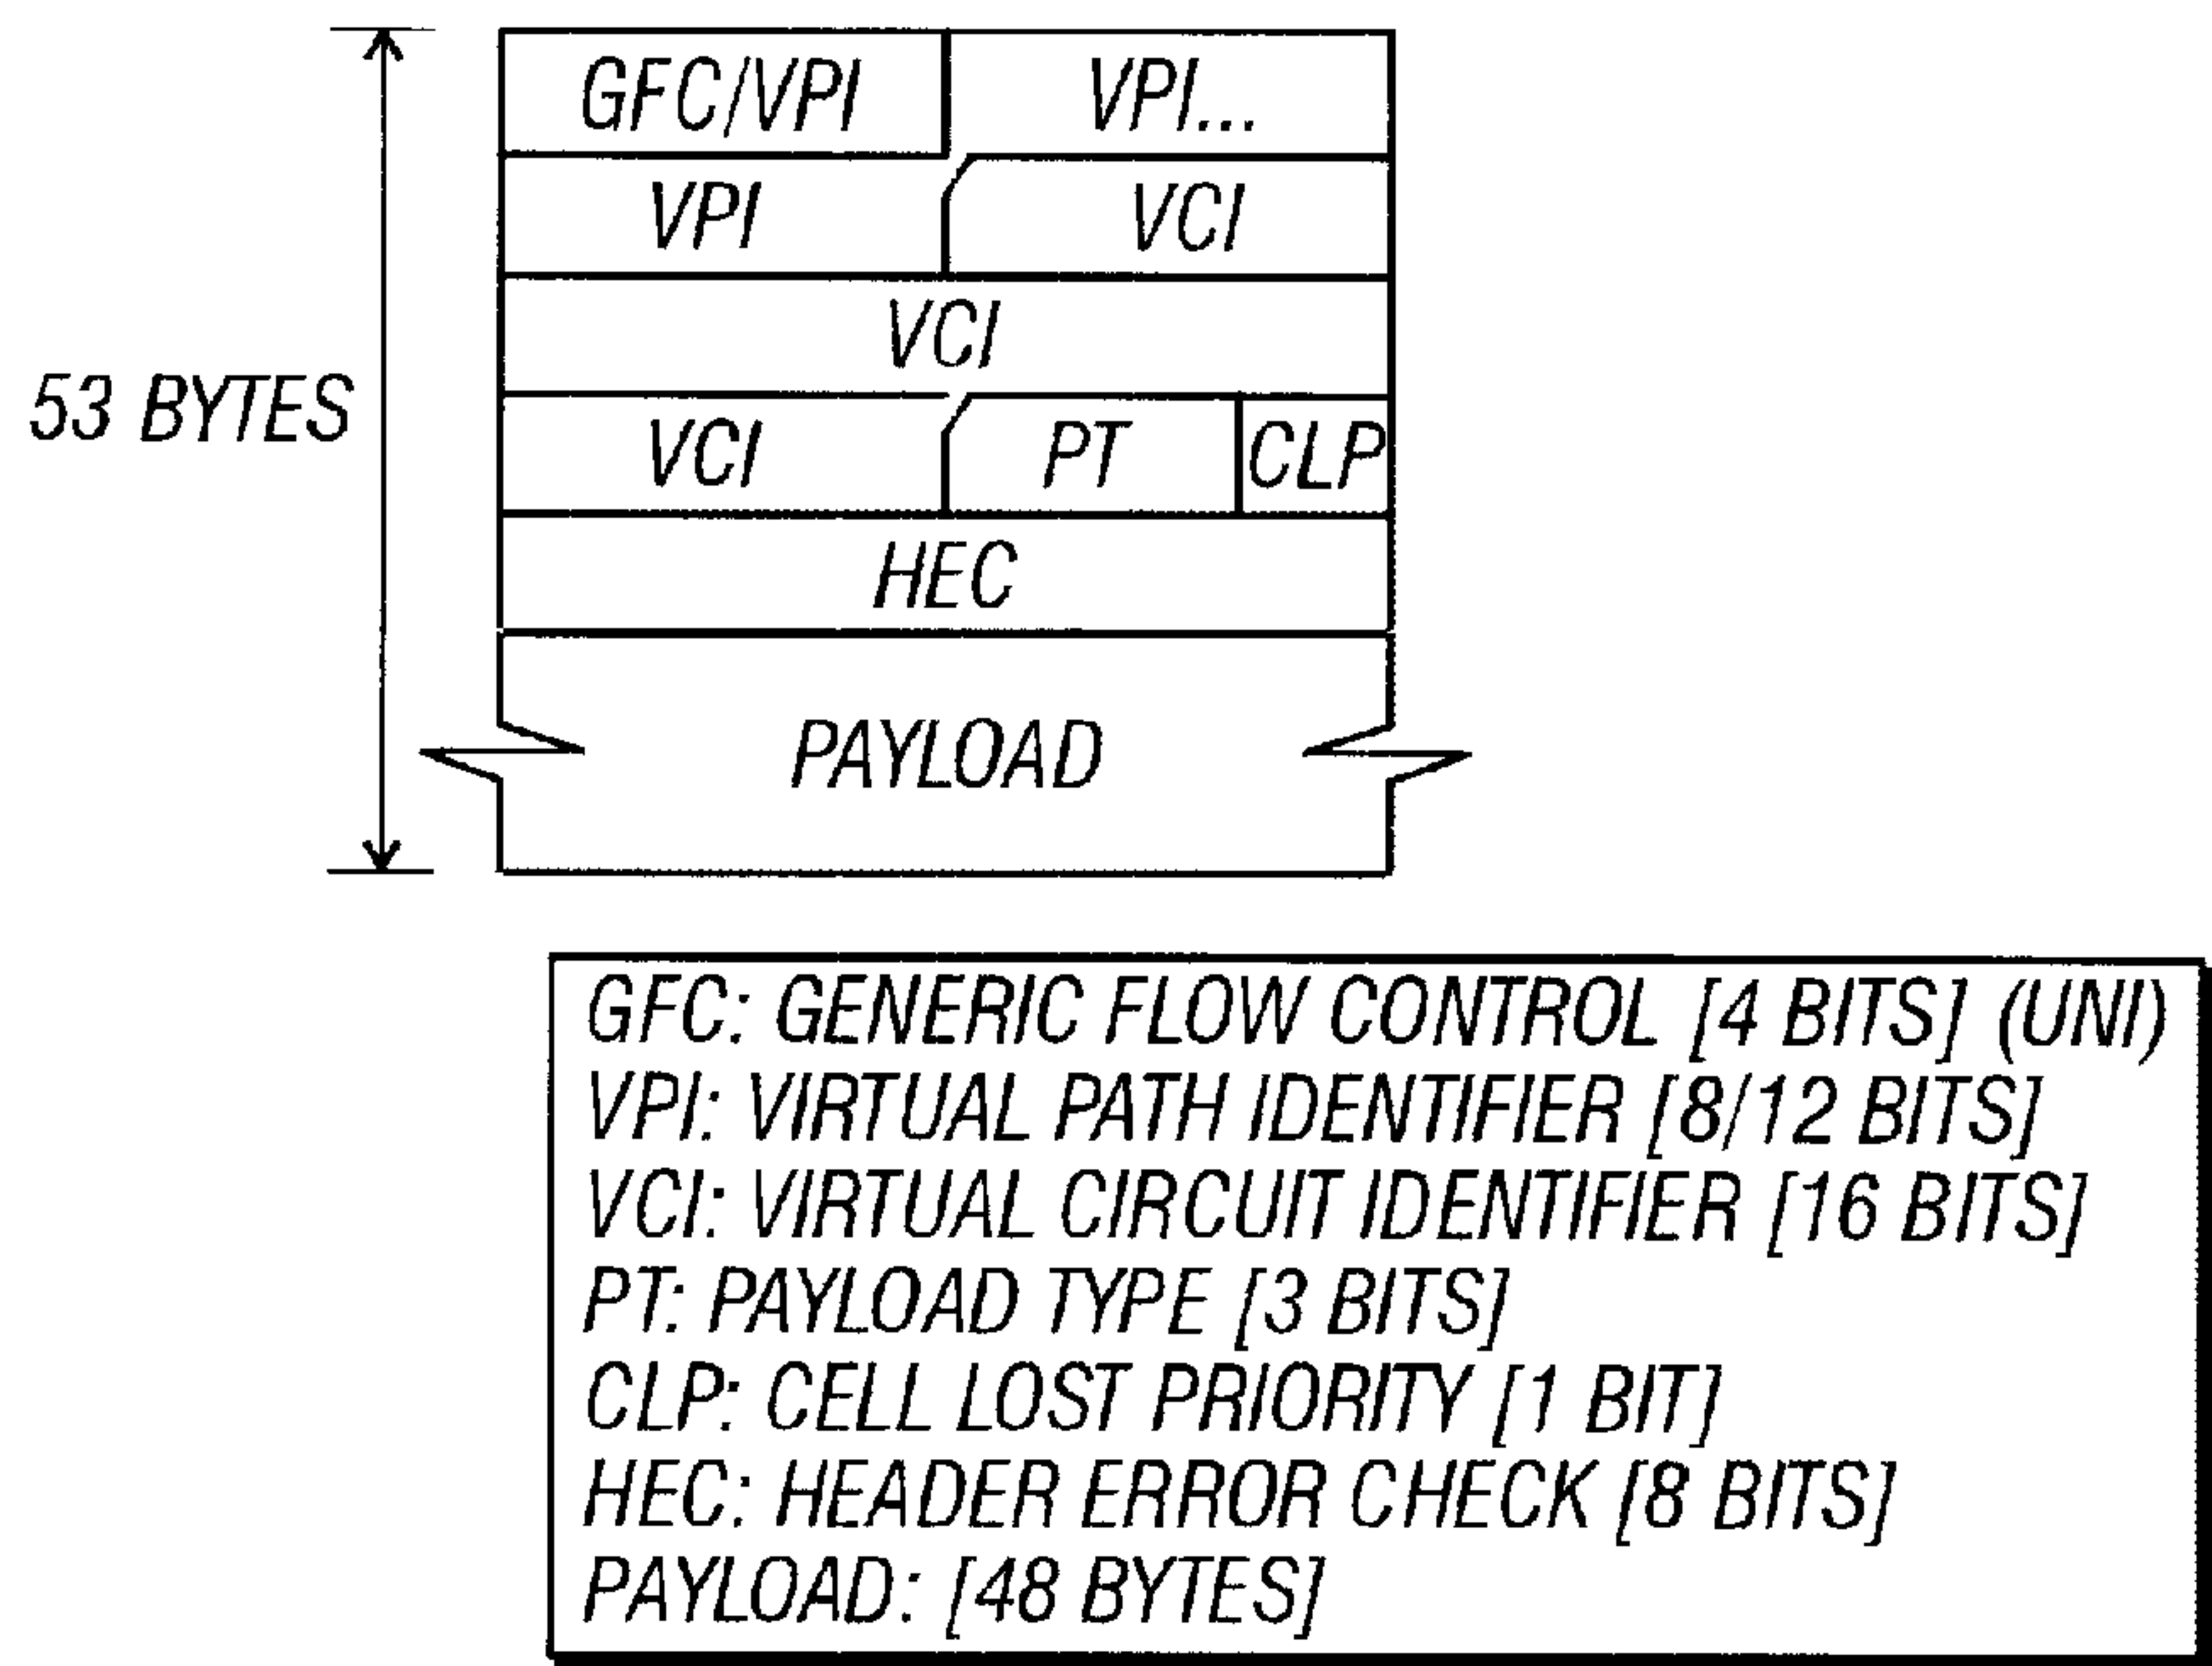 GFC/VPI VPI...
VPI VCI
VCI
53 BYTES
VCI PT CLP
HEC
PAYLOAD
GFC: GENERIC FLOW CONTROL [4 BITS] (UNI)
VPI: VIRTUAL PATH IDENTIFIER [8/12 BITS]
VCI: VIRTUAL CIRCUIT IDENTIFIER [16 BITS]
PT: PAYLOAD TYPE [3 BITS]
CLP: CELL LOST PRIORITY [1 BIT]
HEC: HEADER ERROR CHECK [8 BITS]
PAYLOAD: [48 BYTES]